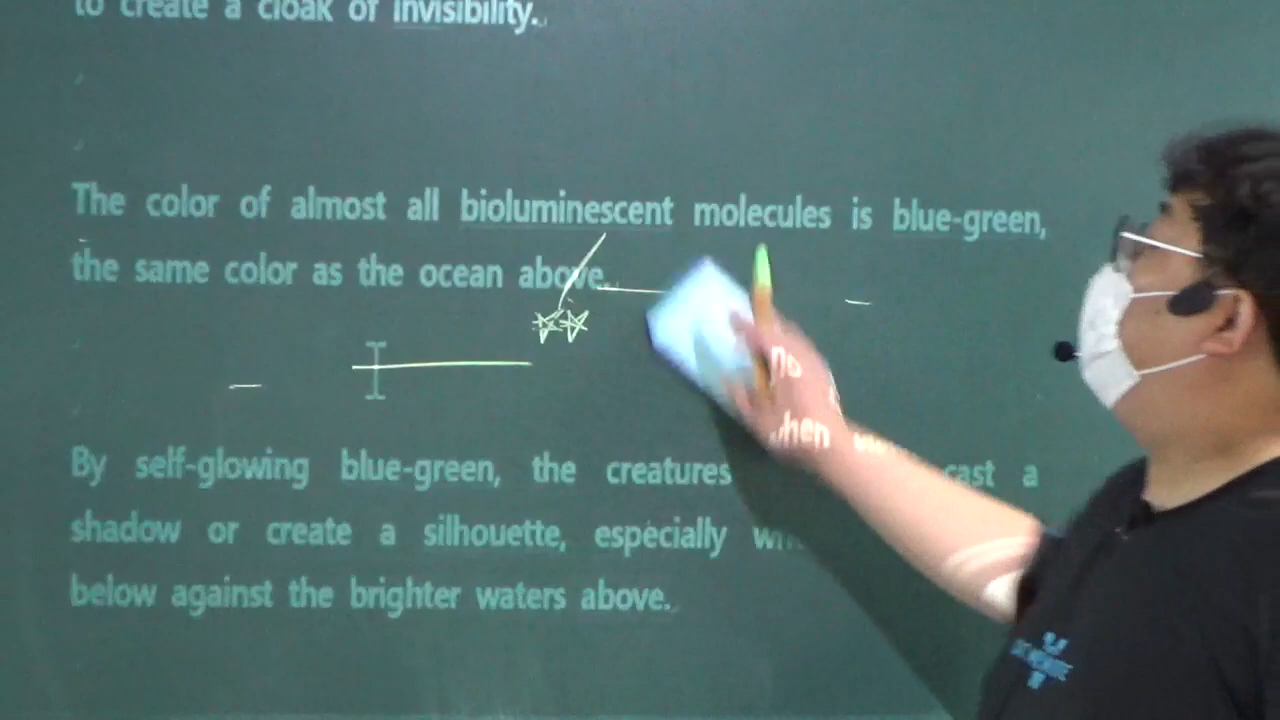 to create a cloak of invisibility.
The color of almost all bioluminescent molecules is blue-green,
the same color as the ocean above.
By self-glowing blue-green, the creatures no cast a
shadow or create a silhouette, especially when
below against the brighter waters above.